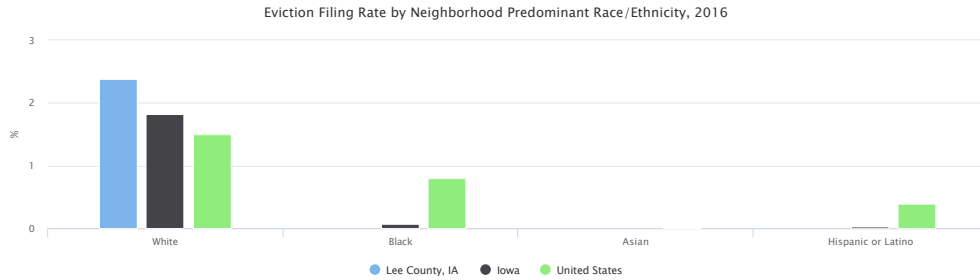 Eviction Filing Rate by Neighborhood Predominant Race/Ethnicity, 2016
3
2
%
1
0
White Black Asian Hispanic or Latino
Lee County, IA Iowa United States